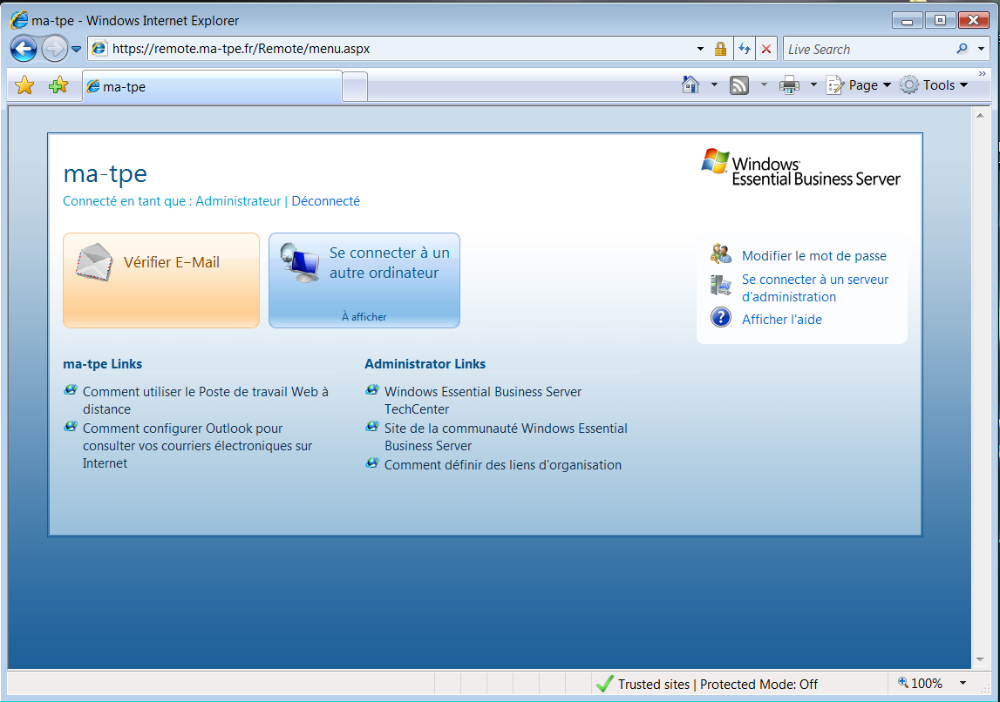 ma-tpe - Windows Internet Explorer
https://remote.ma-tpe.fr/Remote/menu.aspx
Live Search
ma-tpe
Page
Tools
ma-tpe
Connecté en tant que : Administrateur | Déconnecté
Windows
Essential Business Server
Vérifier E-Mail
Se connecter à un
autre ordinateur
À afficher
Modifier le mot de passe
Se connecter à un serveur
d'administration
Afficher l'aide
ma-tpe Links
Comment utiliser le Poste de travail Web à
distance
Comment configurer Outlook pour
consulter vos courriers électroniques sur
Internet
Administrator Links
Windows Essential Business Server
TechCenter
Site de la communauté Windows Essential
Business Server
Comment définir des liens d'organisation
Trusted sites | Protected Mode: Off
100%